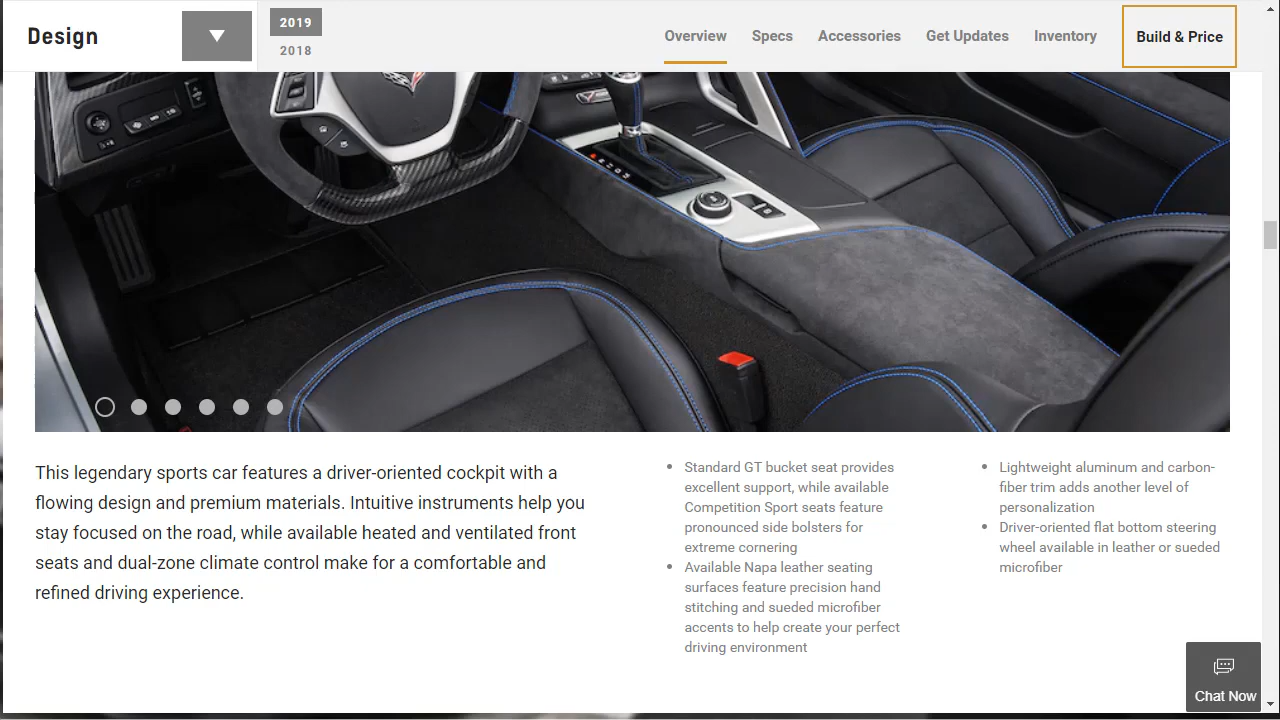 Design
2019
2018
Overview
Specs
Accessories
Get Updates
Inventory
Build & Price
This legendary sports car features a driver-oriented cockpit with a
flowing design and premium materials. Intuitive instruments help you
stay focused on the road, while available heated and ventilated front
seats and dual-zone climate control make for a comfortable and
refined driving experience.
Standard GT bucket seat provides
excellent support, while available
Competition Sport seats feature
pronounced side bolsters for
extreme cornering
Available Napa leather seating
surfaces feature precision hand
stitching and sueded microfiber
accents to help create your perfect
driving environment
Lightweight aluminum and carbon-
fiber trim adds another level of
personalization
Driver-oriented flat bottom steering
wheel available in leather or sueded
microfiber
Chat Now